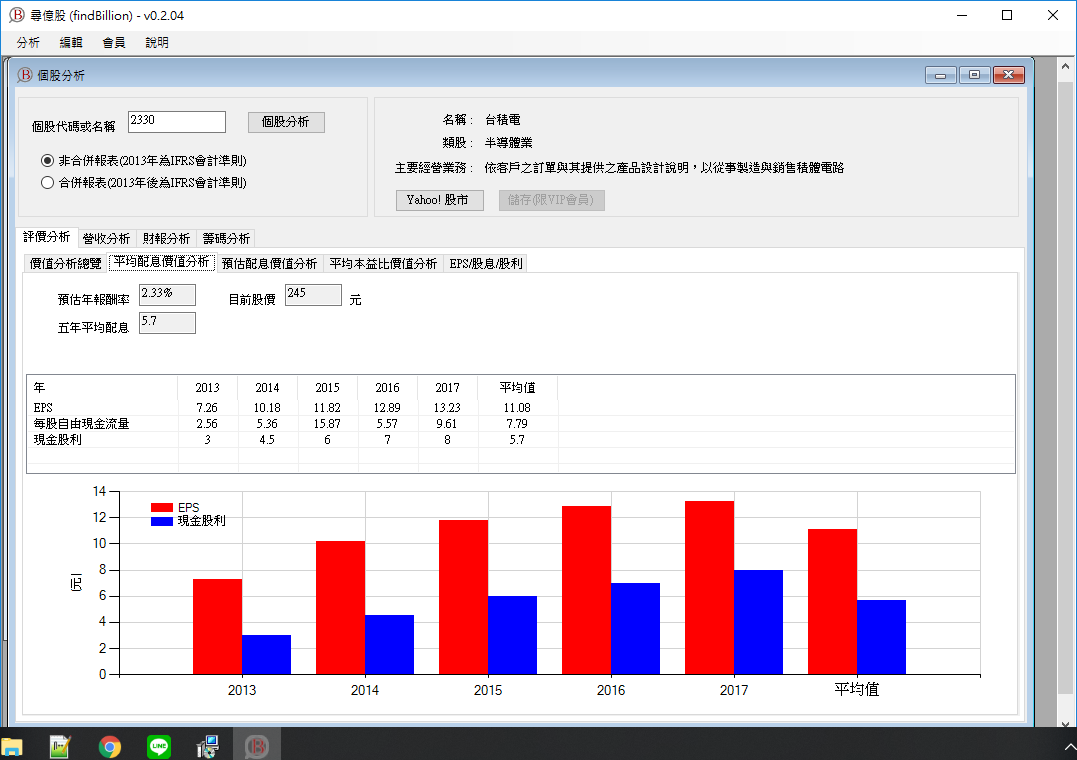 尋億股 (findBillion) - v0.2.04
分析 編輯 會員 說明
個股分析
個股代碼或名稱 2330 個股分析
非合併報表(2013年為IFRS會計準則)
合併報表(2013年後為IFRS會計準則)
名稱： 台積電
類股： 半導體業
主要經營業務： 依客戶之訂單與其提供之產品設計說明，以從事製造與銷售積體電路
Yahoo! 股市 儲存(限VIP會員)
評價分析 營收分析 財報分析 籌碼分析
價值分析總覽 平均配息價值分析 預估配息價值分析 平均本益比價值分析 EPS/股息/股利
預估年報酬率 2.33% 目前股價 245 元
五年平均配息 5.7
年 2013 2014 2015 2016 2017 平均值
EPS 7.26 10.18 11.82 12.89 13.23 11.08
每股自由現金流量 2.56 5.36 15.87 5.57 9.61 7.79
現金股利 3 4.5 6 7 8 5.7
14
12
10
8
6
4
2
0
(元)
EPS
現金股利
2013 2014 2015 2016 2017 平均值
LINE